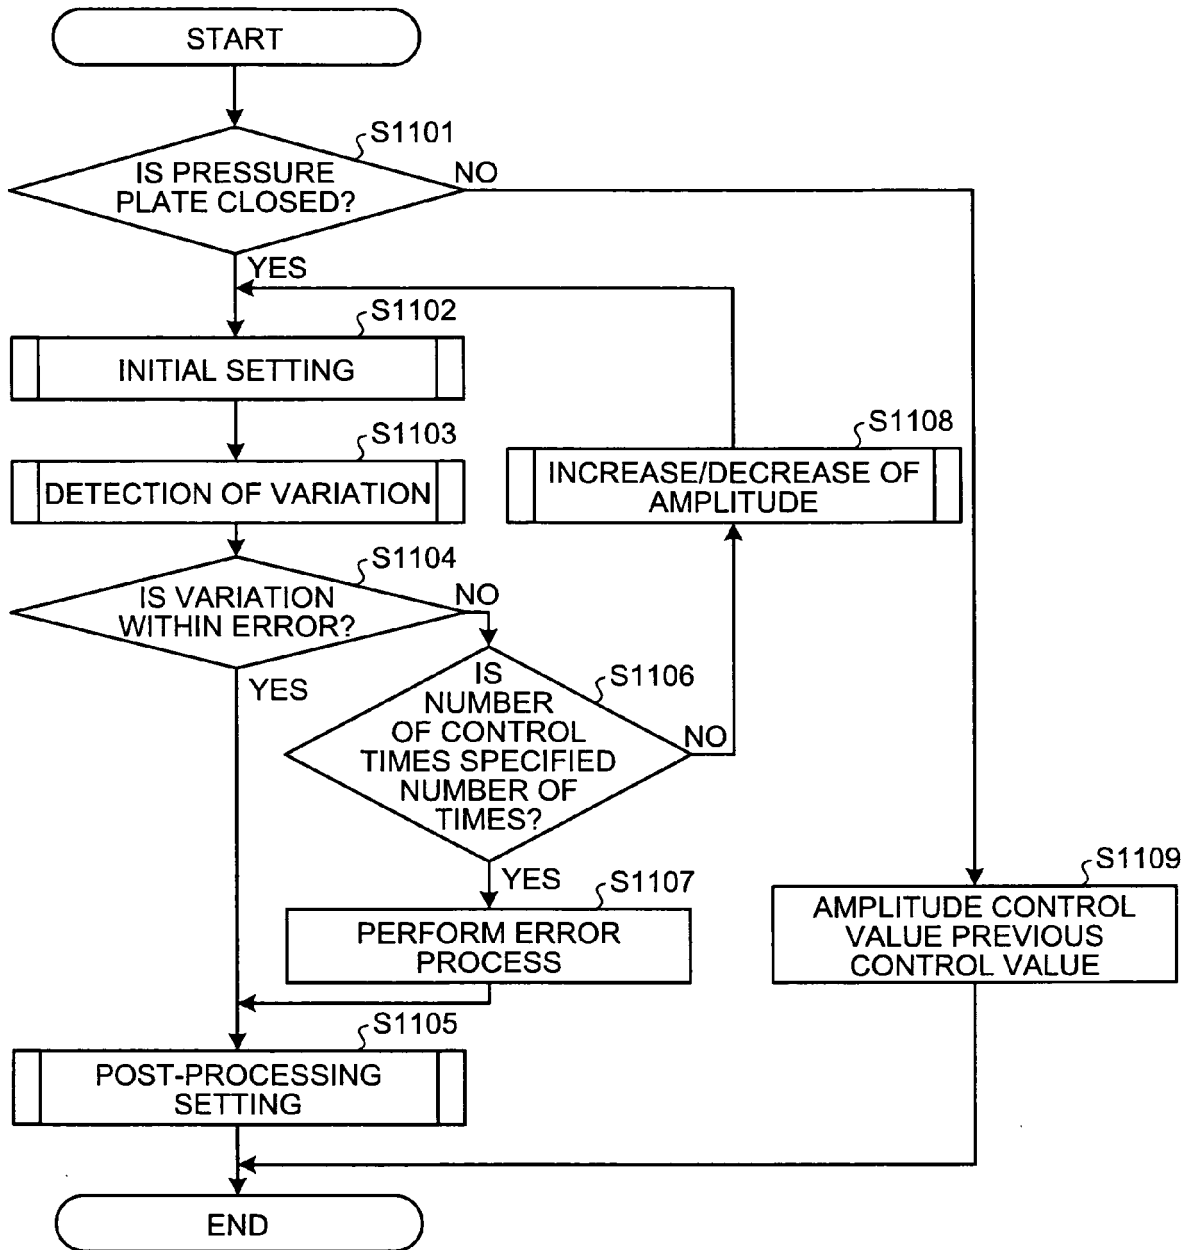 START
S1101
IS PRESSURE
PLATE CLOSED?
NO
YES
S1102
INITIAL SETTING
S1103
DETECTION OF VARIATION
S1108
INCREASE/DECREASE OF
AMPLITUDE
S1104
IS VARIATION
WITHIN ERROR?
NO
YES
S1106
IS
NUMBER
OF CONTROL
TIMES SPECIFIED
NUMBER OF
TIMES?
NO
YES
S1107
PERFORM ERROR
PROCESS
S1109
AMPLITUDE CONTROL
VALUE PREVIOUS
CONTROL VALUE
S1105
POST-PROCESSING
SETTING
END